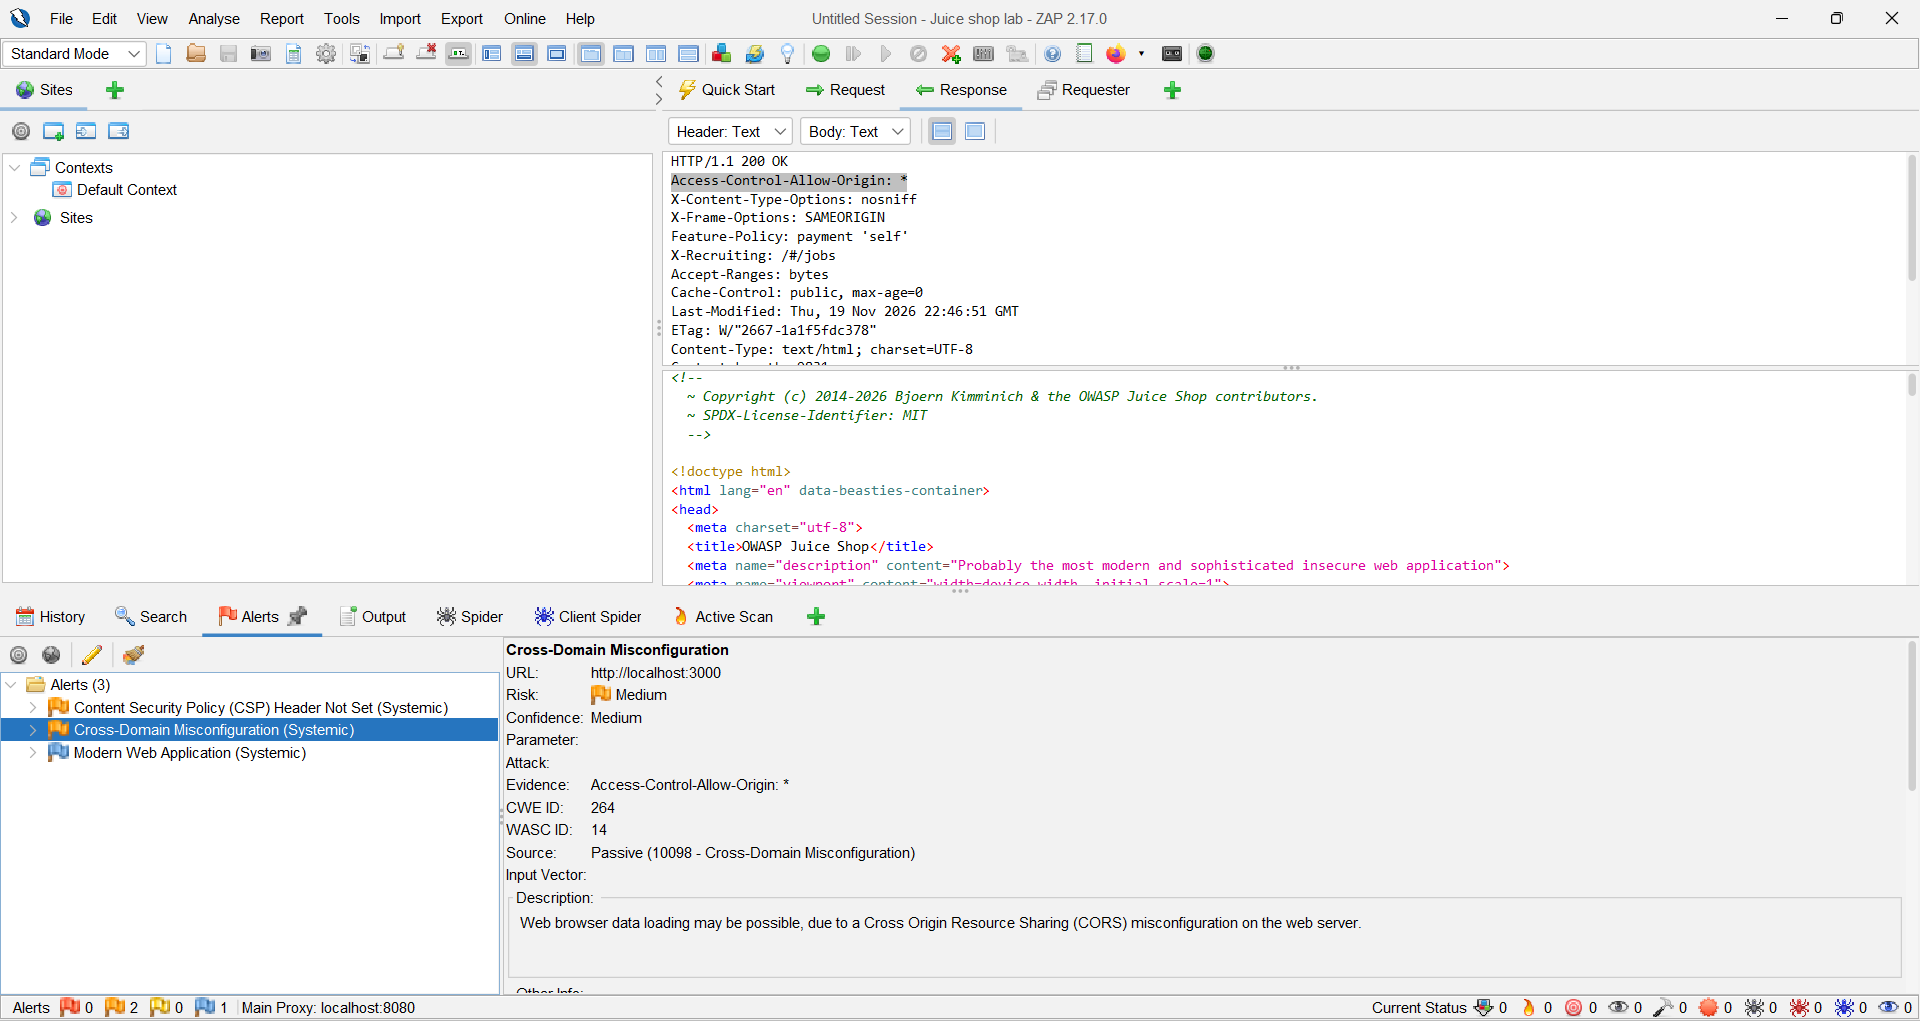 File Edit View Analyse Report Tools Import Export Online Help
Untitled Session - Juice shop lab - ZAP 2.17.0
Standard Mode
Sites
Quick Start Request Response Requester
Header: Text Body: Text
Contexts
Default Context
Sites
HTTP/1.1 200 OK
Access-Control-Allow-Origin: *
X-Content-Type-Options: nosniff
X-Frame-Options: SAMEORIGIN
Feature-Policy: payment 'self'
X-Recruiting: /#/jobs
Accept-Ranges: bytes
Cache-Control: public, max-age=0
Last-Modified: Thu, 19 Nov 2026 22:46:51 GMT
ETag: W/"2667-1a1f5fdc378"
Content-Type: text/html; charset=UTF-8
<!--
~ Copyright (c) 2014-2026 Bjoern Kimminich & the OWASP Juice Shop contributors.
~ SPDX-License-Identifier: MIT
-->
<!doctype html>
<html lang="en" data-beasties-container>
<head>
<meta charset="utf-8">
<title>OWASP Juice Shop</title>
<meta name="description" content="Probably the most modern and sophisticated insecure web application">
<meta name="viewport" content="width=device-width, initial-scale=1">
History Search Alerts Output Spider Client Spider Active Scan
Alerts (3)
Content Security Policy (CSP) Header Not Set (Systemic)
Cross-Domain Misconfiguration (Systemic)
Modern Web Application (Systemic)
Cross-Domain Misconfiguration
URL: http://localhost:3000
Risk: Medium
Confidence: Medium
Parameter:
Attack:
Evidence: Access-Control-Allow-Origin: *
CWE ID: 264
WASC ID: 14
Source: Passive (10098 - Cross-Domain Misconfiguration)
Input Vector:
Description:
Web browser data loading may be possible, due to a Cross Origin Resource Sharing (CORS) misconfiguration on the web server.
Other Info:
Alerts 0 2 0 1 Main Proxy: localhost:8080
Current Status 0 0 0 0 0 0 0 0 0 0